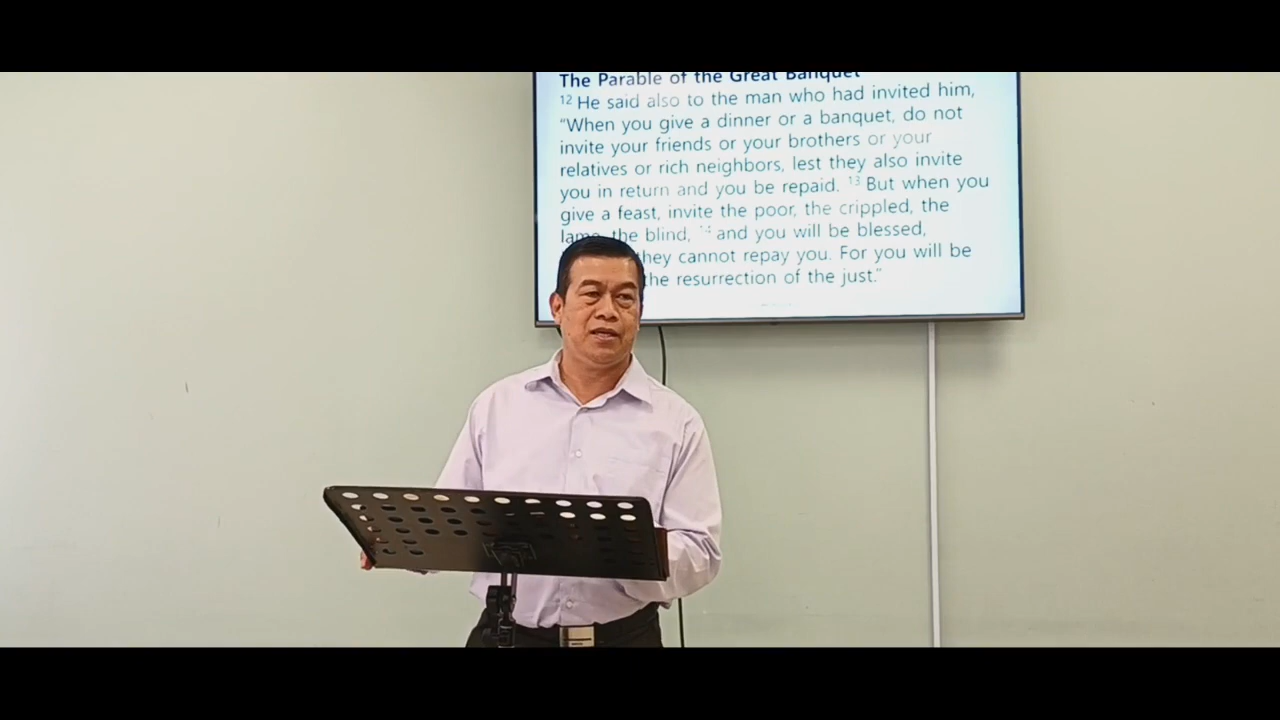 The Parable of the Great Banquet
12 He said also to the man who had invited him,
“When you give a dinner or a banquet, do not
invite your friends or your brothers or your
relatives or rich neighbors, lest they also invite
you in return and you be repaid. 13 But when you
give a feast, invite the poor, the crippled, the
lame, the blind, 14 and you will be blessed,
they cannot repay you. For you will be
the resurrection of the just.”